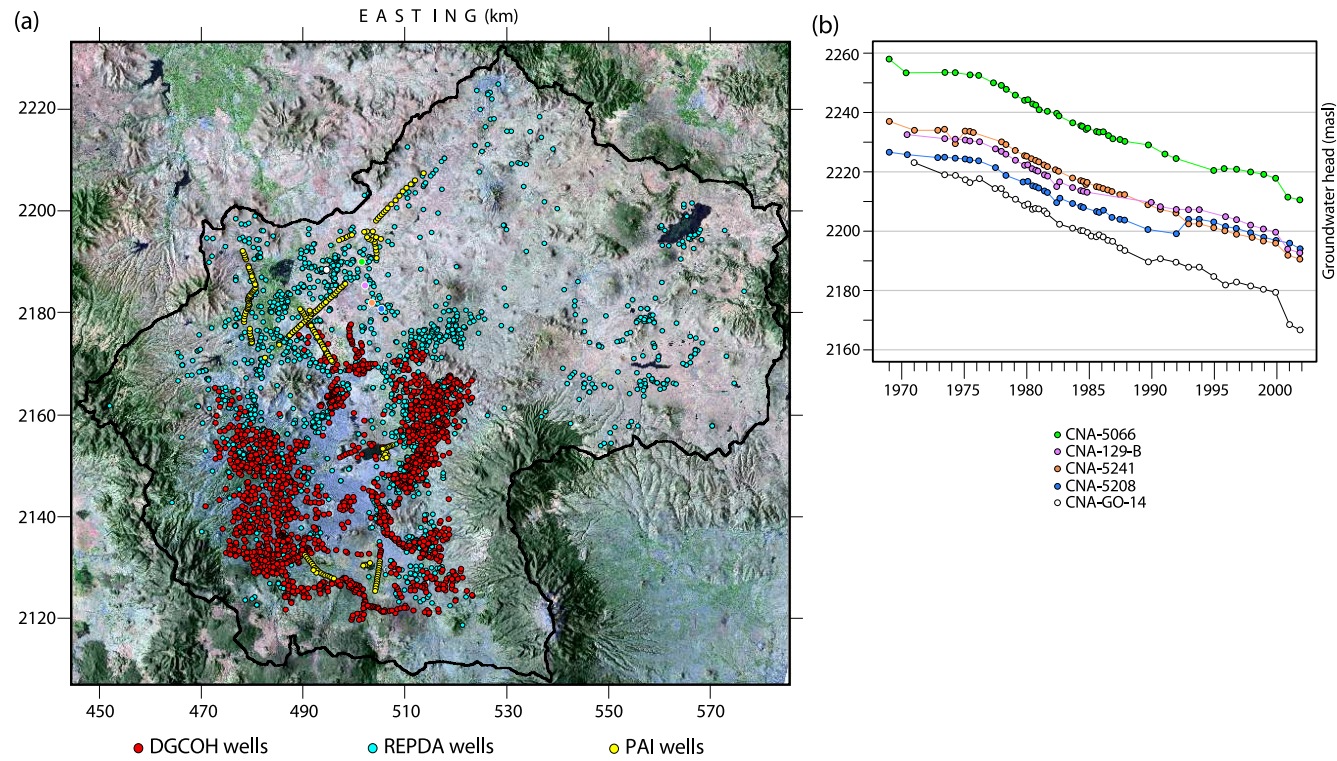 (a)
E A S T I N G (km)
2220
2200
2180
2160
2140
2120
450
470
490
510
530
550
570
DGCOH wells
REPDA wells
PAI wells
(b)
2260
2240
2220
2200
2180
2160
Groundwater head (masl)
1970
1975
1980
1985
1990
1995
2000
CNA-5066
CNA-129-B
CNA-5241
CNA-5208
CNA-GO-14